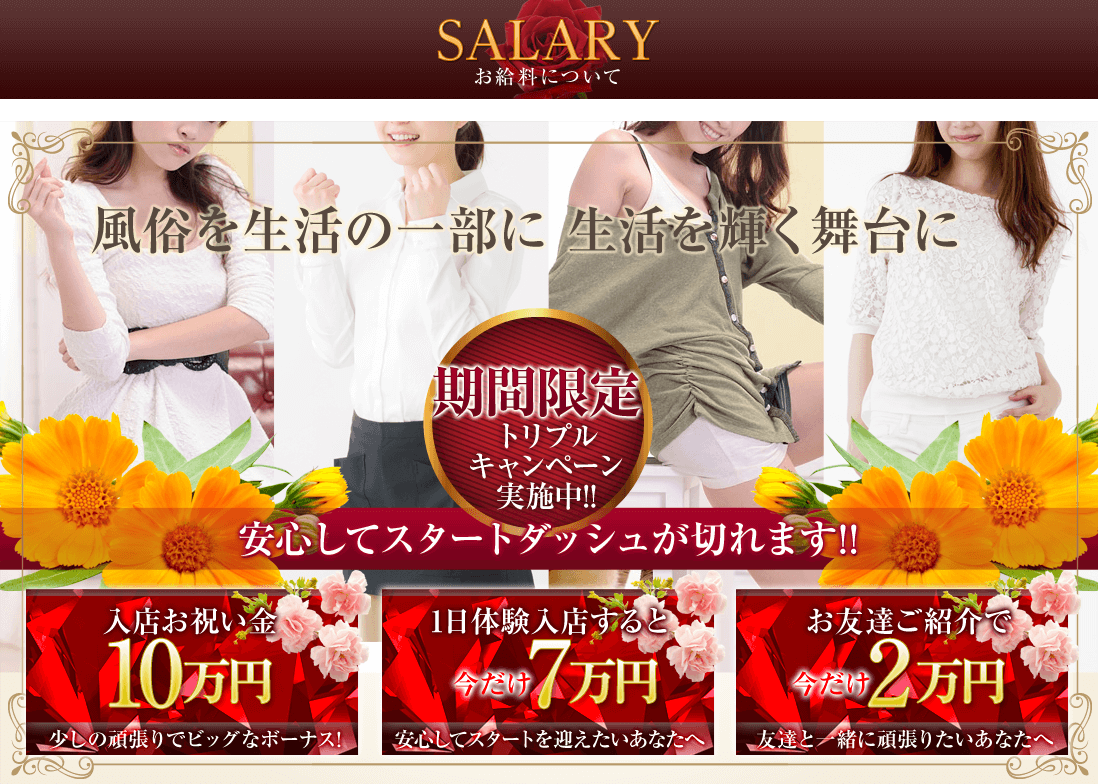 SALARY
お給料について
風俗を生活の一部に 生活を輝く舞台に
期間限定
トリプル
キャンペーン
実施中!!
安心してスタートダッシュが切れます!!
入店お祝い金
10万円
少しの頑張りでビッグなボーナス!
1日体験入店すると
今だけ7万円
安心してスタートを迎えたいあなたへ
お友達ご紹介で
今だけ2万円
友達と一緒に頑張りたいあなたへ